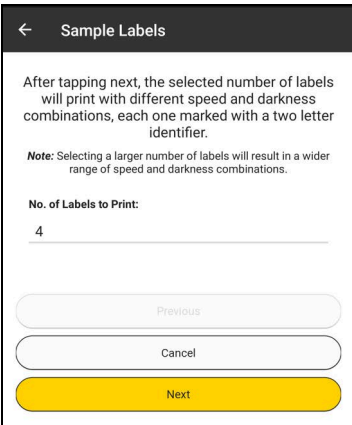 Sample Labels
After tapping next, the selected number of labels
will print with different speed and darkness
combinations, each one marked with a two letter
identifier.
Note: Selecting a larger number of labels will result in a wider
range of speed and darkness combinations.
No. of Labels to Print:
4
Previous
Cancel
Next